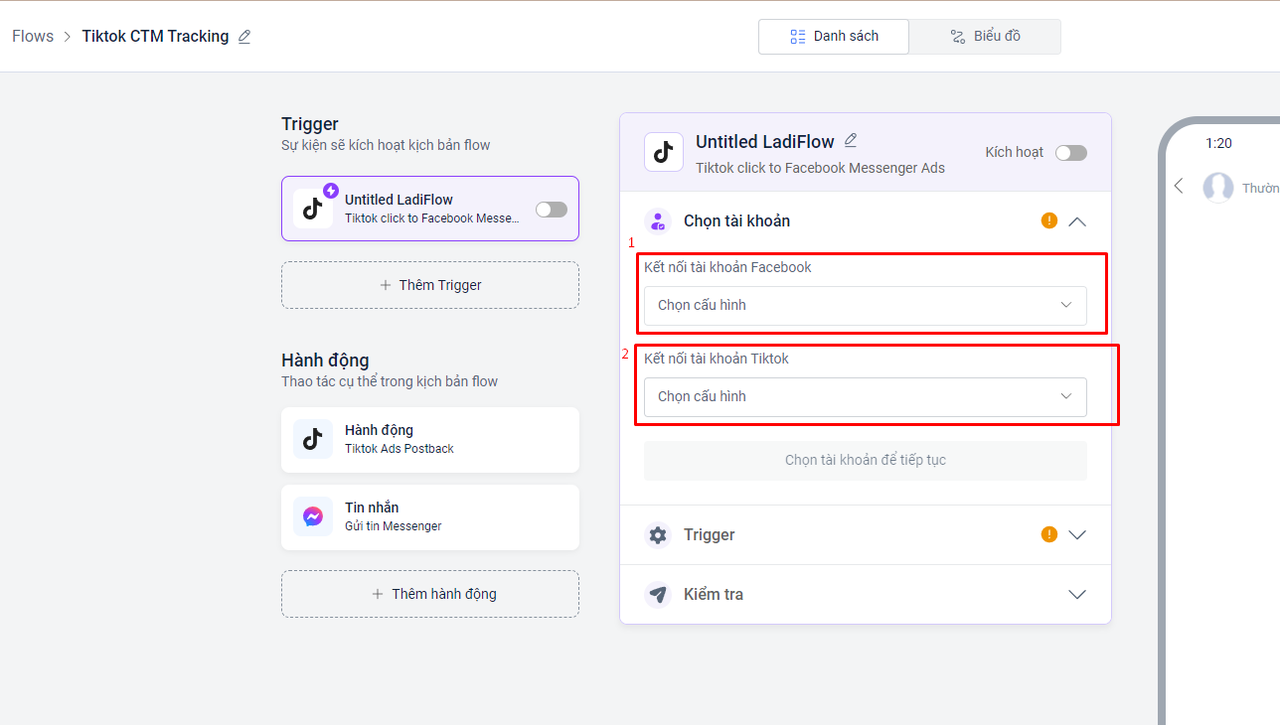 Flows > Tiktok CTM Tracking
Danh sách
Biểu đồ
Trigger
Sự kiện sẽ kích hoạt kịch bản flow
Untitled LadiFlow
Tiktok click to Facebook Messe...
+ Thêm Trigger
Hành động
Thao tác cụ thể trong kịch bản flow
Hành động
Tiktok Ads Postback
Tin nhắn
Gửi tin Messenger
+ Thêm hành động
Untitled LadiFlow
Tiktok click to Facebook Messenger Ads
Kích hoạt
Chọn tài khoản
1
Kết nối tài khoản Facebook
Chọn cấu hình
2
Kết nối tài khoản Tiktok
Chọn cấu hình
Chọn tài khoản để tiếp tục
Trigger
Kiểm tra
1:20